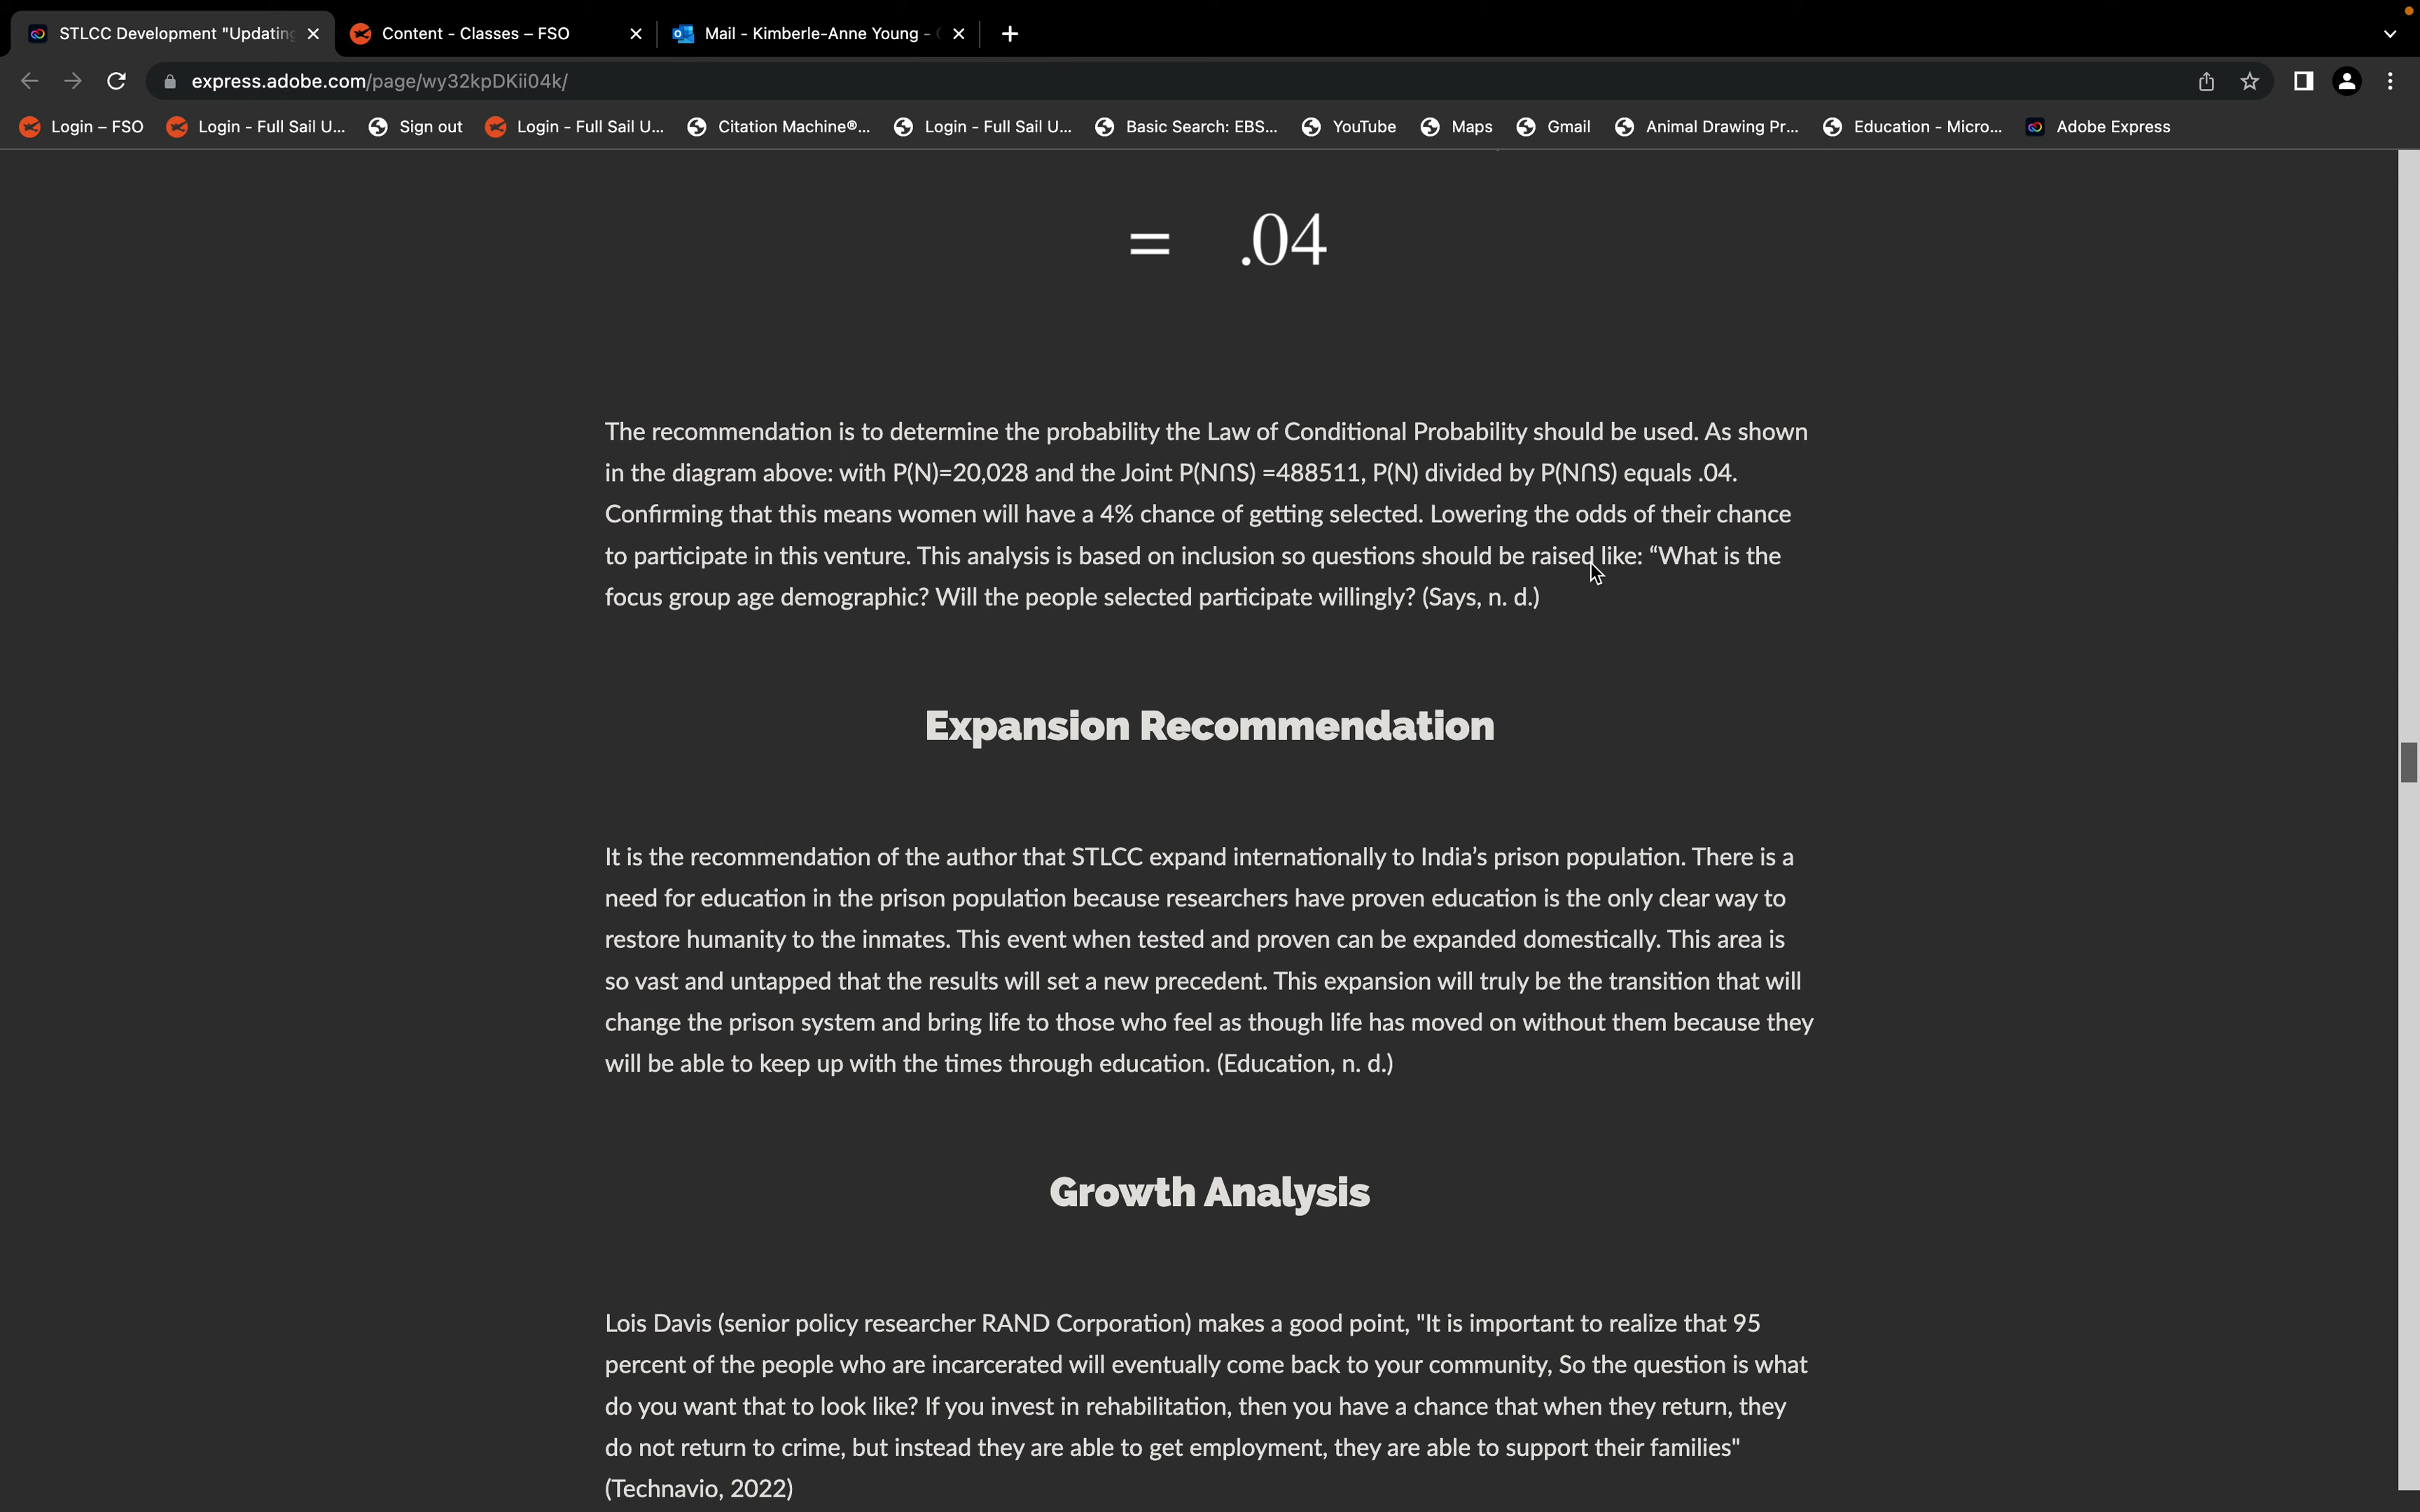 STLCC Development "Updating
Content - Classes – FSO
Mail - Kimberle-Anne Young -
express.adobe.com/page/wy32kpDKii04k/
Login – FSO
Login - Full Sail U...
Sign out
Login - Full Sail U...
Citation Machine®...
Login - Full Sail U...
Basic Search: EBS...
YouTube
Maps
Gmail
Animal Drawing Pr...
Education - Micro...
Adobe Express
= .04
The recommendation is to determine the probability the Law of Conditional Probability should be used. As shown
in the diagram above: with P(N)=20,028 and the Joint P(N∩S) =488511, P(N) divided by P(N∩S) equals .04.
Confirming that this means women will have a 4% chance of getting selected. Lowering the odds of their chance
to participate in this venture. This analysis is based on inclusion so questions should be raised like: “What is the
focus group age demographic? Will the people selected participate willingly? (Says, n. d.)
Expansion Recommendation
It is the recommendation of the author that STLCC expand internationally to India’s prison population. There is a
need for education in the prison population because researchers have proven education is the only clear way to
restore humanity to the inmates. This event when tested and proven can be expanded domestically. This area is
so vast and untapped that the results will set a new precedent. This expansion will truly be the transition that will
change the prison system and bring life to those who feel as though life has moved on without them because they
will be able to keep up with the times through education. (Education, n. d.)
Growth Analysis
Lois Davis (senior policy researcher RAND Corporation) makes a good point, "It is important to realize that 95
percent of the people who are incarcerated will eventually come back to your community, So the question is what
do you want that to look like? If you invest in rehabilitation, then you have a chance that when they return, they
do not return to crime, but instead they are able to get employment, they are able to support their families"
(Technavio, 2022)